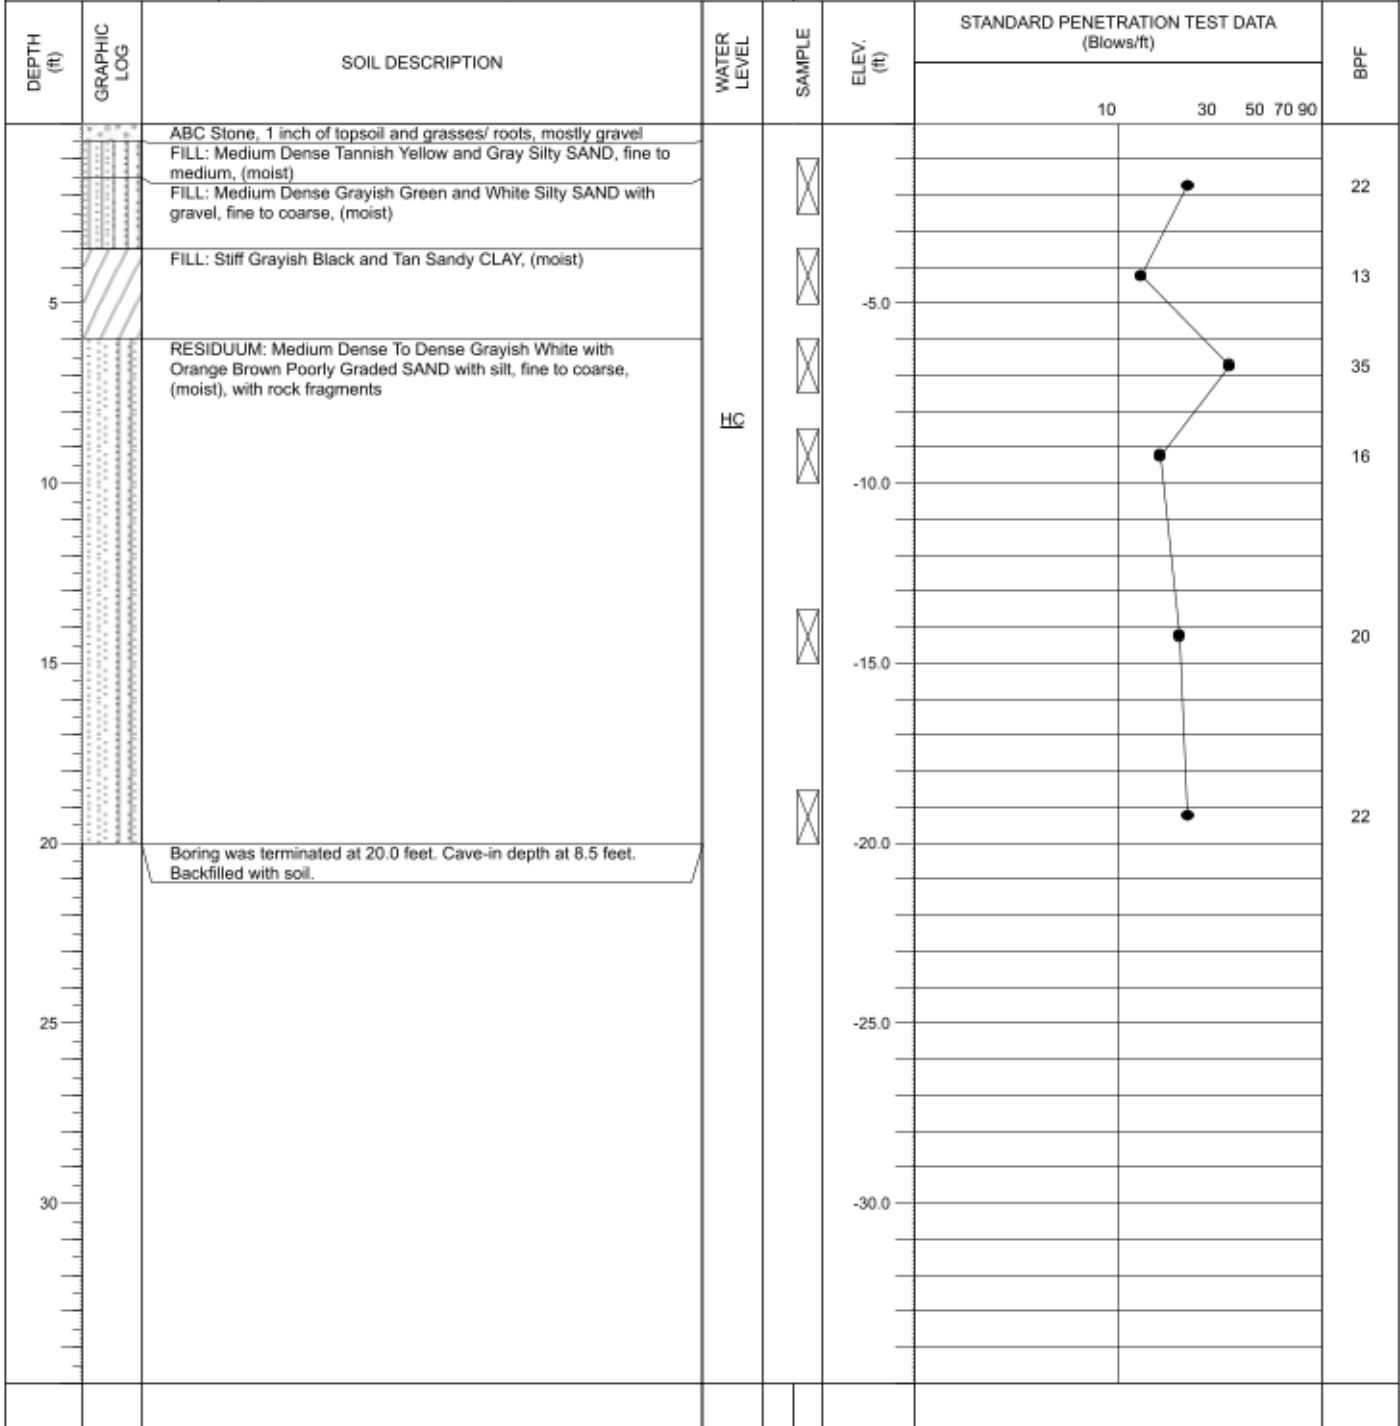 DEPTH
(ft)
GRAPHIC
LOG
SOIL DESCRIPTION
WATER
LEVEL
SAMPLE
ELEV.
(ft)
STANDARD PENETRATION TEST DATA
(Blows/ft)
BPF
10 30 50 70 90
ABC Stone, 1 inch of topsoil and grasses/ roots, mostly gravel
FILL: Medium Dense Tannish Yellow and Gray Silty SAND, fine to
medium, (moist)
FILL: Medium Dense Grayish Green and White Silty SAND with
gravel, fine to coarse, (moist)
22
FILL: Stiff Grayish Black and Tan Sandy CLAY, (moist)
13
5 -5.0
RESIDUUM: Medium Dense To Dense Grayish White with
Orange Brown Poorly Graded SAND with silt, fine to coarse,
(moist), with rock fragments
35
HC
16
10 -10.0
20
15 -15.0
22
20 -20.0
Boring was terminated at 20.0 feet. Cave-in depth at 8.5 feet.
Backfilled with soil.
25 -25.0
30 -30.0